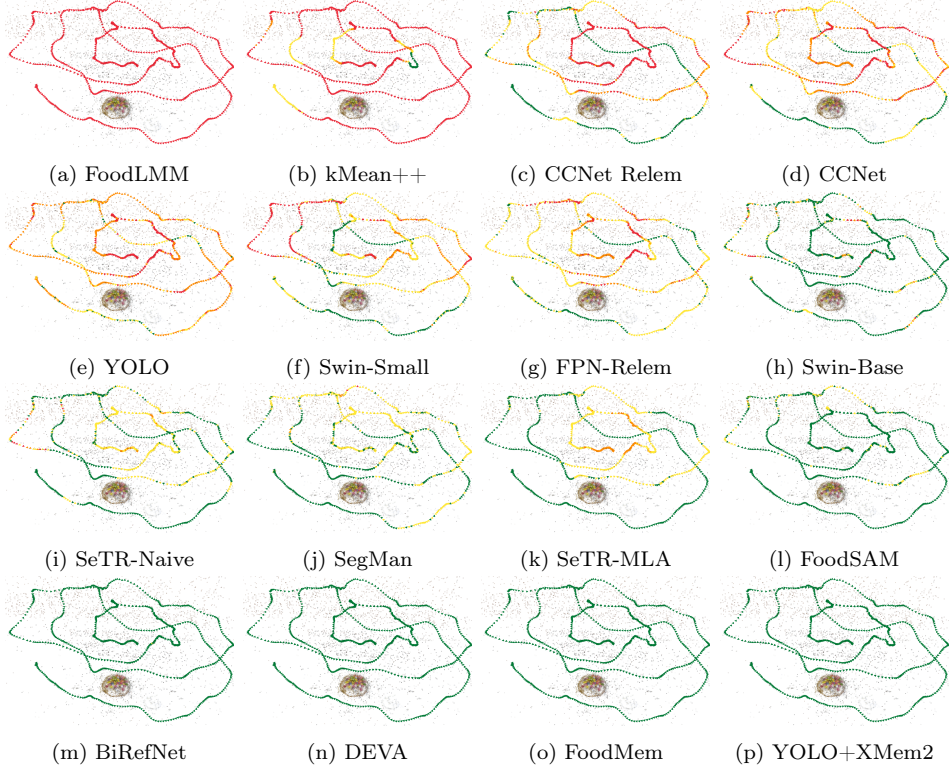 (a) FoodLMM
(b) kMean++
(c) CCNet Relem
(d) CCNet
(e) YOLO
(f) Swin-Small
(g) FPN-Relem
(h) Swin-Base
(i) SeTR-Naive
(j) SegMan
(k) SeTR-MLA
(l) FoodSAM
(m) BiRefNet
(n) DEVA
(o) FoodMem
(p) YOLO+XMem2